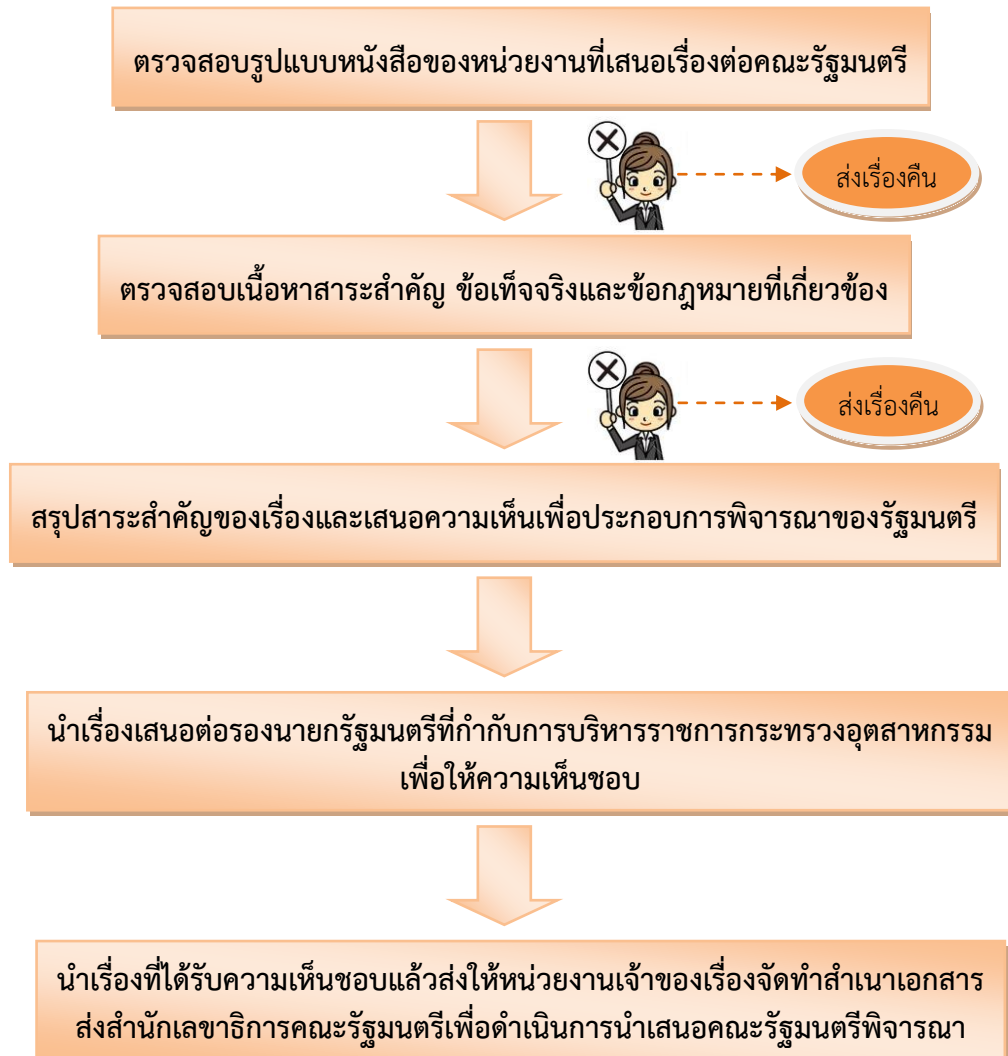 ตรวจสอบรูปแบบหนังสือของหน่วยงานที่เสนอเรื่องต่อคณะรัฐมนตรี
ส่งเรื่องคืน
ตรวจสอบเนื้อหาสาระสำคัญ ข้อเท็จจริงและข้อกฎหมายที่เกี่ยวข้อง
ส่งเรื่องคืน
สรุปสาระสำคัญของเรื่องและเสนอความเห็นเพื่อประกอบการพิจารณาของรัฐมนตรี
นำเรื่องเสนอต่อรองนายกรัฐมนตรีที่กำกับการบริหารราชการกระทรวงอุตสาหกรรม
เพื่อให้ความเห็นชอบ
นำเรื่องที่ได้รับความเห็นชอบแล้วส่งให้หน่วยงานเจ้าของเรื่องจัดทำสำเนาเอกสาร
ส่งสำนักเลขาธิการคณะรัฐมนตรีเพื่อดำเนินการนำเสนอคณะรัฐมนตรีพิจารณา